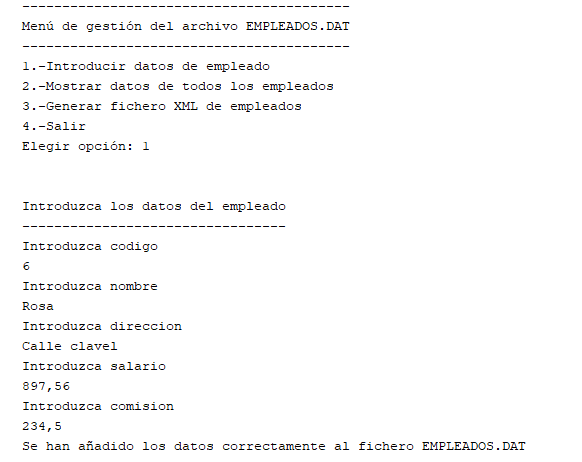 -----------------------------------------
Menú de gestión del archivo EMPLEADOS.DAT
-----------------------------------------
1.-Introducir datos de empleado
2.-Mostrar datos de todos los empleados
3.-Generar fichero XML de empleados
4.-Salir
Elegir opción: 1
Introduzca los datos del empleado
---------------------------------
Introduzca codigo
6
Introduzca nombre
Rosa
Introduzca direccion
Calle clavel
Introduzca salario
897,56
Introduzca comision
234,5
Se han añadido los datos correctamente al fichero EMPLEADOS.DAT